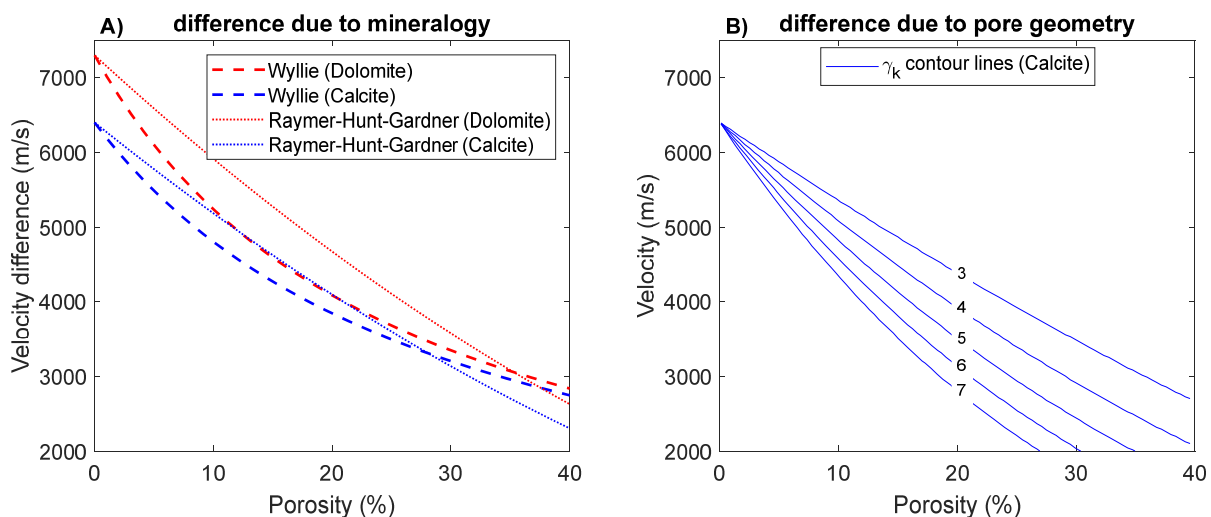 A)
difference due to mineralogy
Wyllie (Dolomite)
Wyllie (Calcite)
Raymer-Hunt-Gardner (Dolomite)
Raymer-Hunt-Gardner (Calcite)
Velocity difference (m/s)
7000
6000
5000
4000
3000
2000
0 10 20 30 40
Porosity (%)
B)
difference due to pore geometry
γk contour lines (Calcite)
Velocity (m/s)
7000
6000
5000
4000
3000
2000
3
4
5
6
7
0 10 20 30 40
Porosity (%)